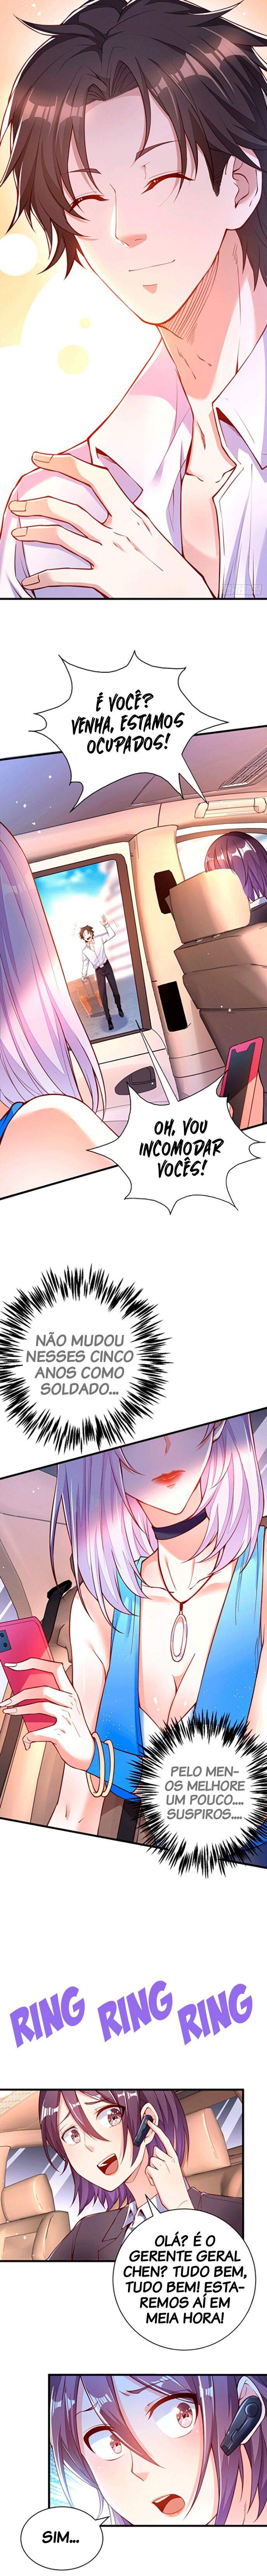 É VOCÊ?
VENHA, ESTAMOS
OCUPADOS!
OH, VOU
INCOMODAR
VOCÊS!
NÃO MUDOU
NESSES CINCO
ANOS COMO
SOLDADO...
PELO MEN-
OS MELHORE
UM POUCO....
SUSPIROS....
RING RING RING
OLÁ? É O
GERENTE GERAL
CHEN? TUDO BEM,
TUDO BEM! ESTA-
REMOS AÍ EM
MEIA HORA!
SIM...